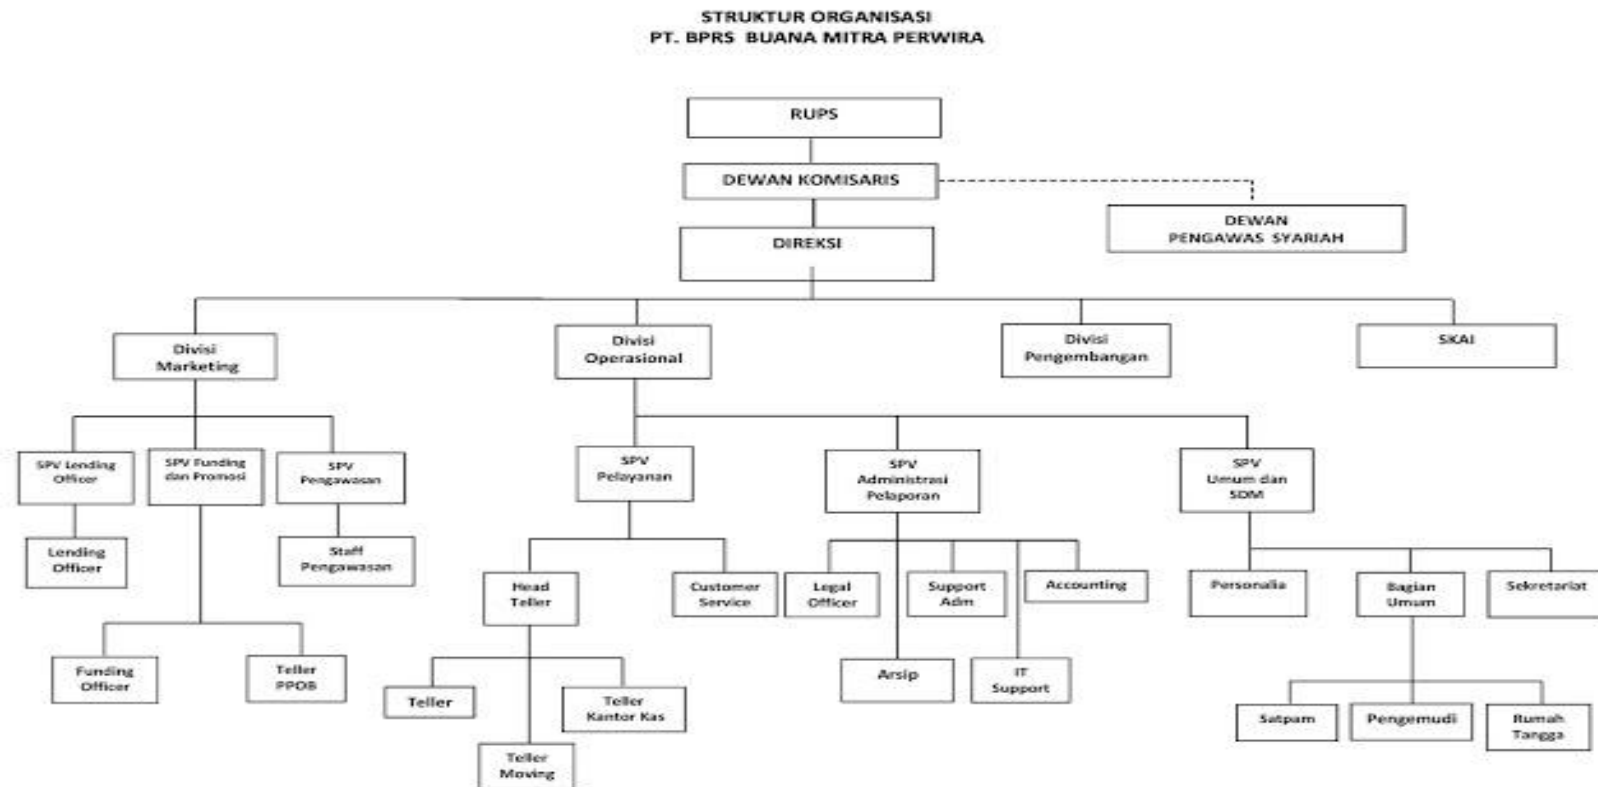 STRUKTUR ORGANISASI
PT. BPRS BUANA MITRA PERWIRA
RUPS
DEWAN KOMISARIS
DEWAN
PENGAWAS SYARIAH
DIREKSI
Divisi
Marketing
Divisi
Operasional
Divisi
Pengembangan
SKAI
SPV Lending
Officer
SPV Funding
dan Promosi
SPV
Pengawasan
SPV
Pelayanan
SPV
Administrasi
Pelaporan
SPV
Umum dan
SDM
Lending
Officer
Staff
Pengawasan
Head
Teller
Customer
Service
Legal
Officer
Support
Adm
Accounting
Personalia
Bagian
Umum
Sekretariat
Funding
Officer
Teller
PPOB
Teller
Teller
Kantor Kas
Teller
Moving
Arsip
IT
Support
Satpam
Pengemudi
Rumah
Tangga